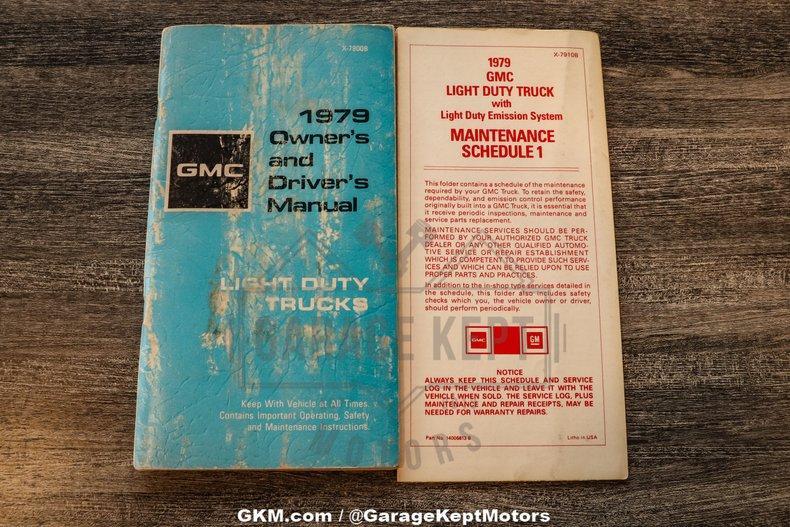 X-7900B
1979
Owner's
and
Driver's
Manual
GMC
LIGHT DUTY
TRUCKS
Keep With Vehicle at All Times.
Contains Important Operating, Safety
and Maintenance Instructions.
X-7910B
1979
GMC
LIGHT DUTY TRUCK
with
Light Duty Emission System
MAINTENANCE
SCHEDULE 1
This folder contains a schedule of the maintenance
required by your GMC Truck. To retain the safety,
dependability, and emission control performance
originally built into a GMC Truck, it is essential that
it receive periodic inspections, maintenance and
service parts replacement.
MAINTENANCE SERVICES SHOULD BE PER-
FORMED BY YOUR AUTHORIZED GMC TRUCK
DEALER OR ANY OTHER QUALIFIED AUTOMO-
TIVE SERVICE OR REPAIR ESTABLISHMENT
WHICH IS COMPETENT TO PROVIDE SUCH SERV-
ICES AND WHICH CAN BE RELIED UPON TO USE
PROPER PARTS AND PRACTICES.
In addition to the in-shop type services detailed in
the schedule, this folder also includes safety
checks which you, the vehicle owner or driver,
should perform periodically.
GMC
GM
NOTICE
ALWAYS KEEP THIS SCHEDULE AND SERVICE
LOG IN THE VEHICLE AND LEAVE IT WITH THE
VEHICLE WHEN SOLD. THE SERVICE LOG, PLUS
MAINTENANCE AND REPAIR RECEIPTS, MAY BE
NEEDED FOR WARRANTY REPAIRS.
Part No. 14006813 B
Litho in USA
GARAGE KEPT
MOTORS
GKM.com / @GarageKeptMotors